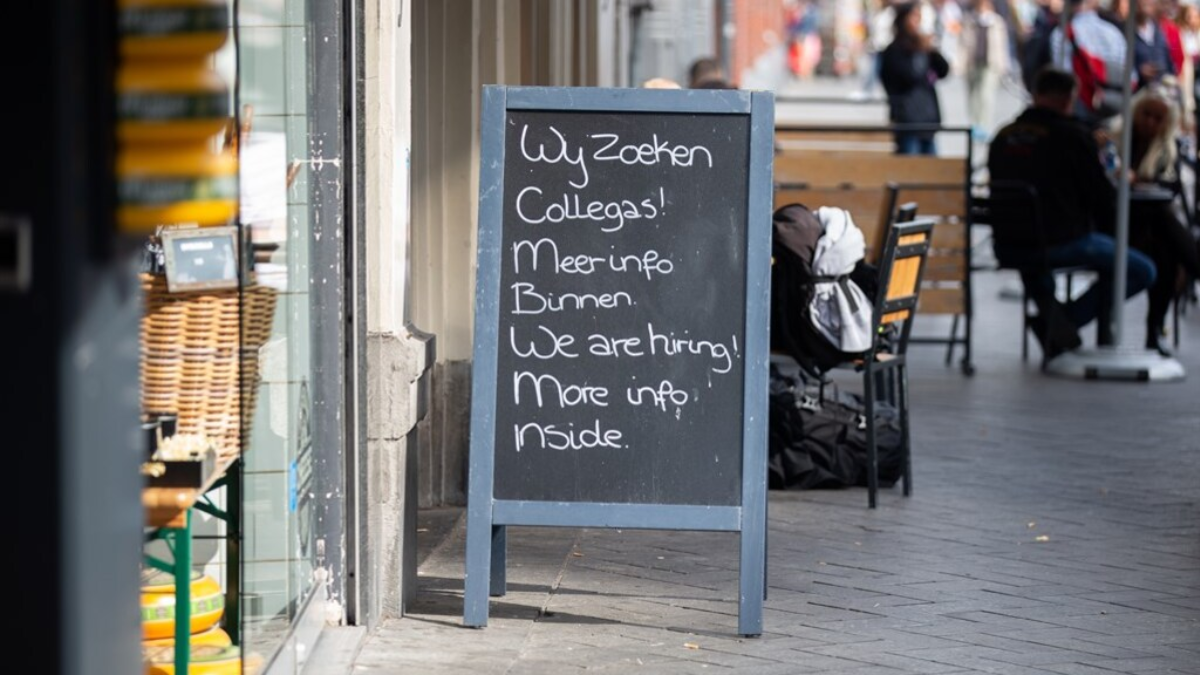 Wy Zoeken
Collegas!
Meer info
Binnen.
We are hiring!
More info
inside.